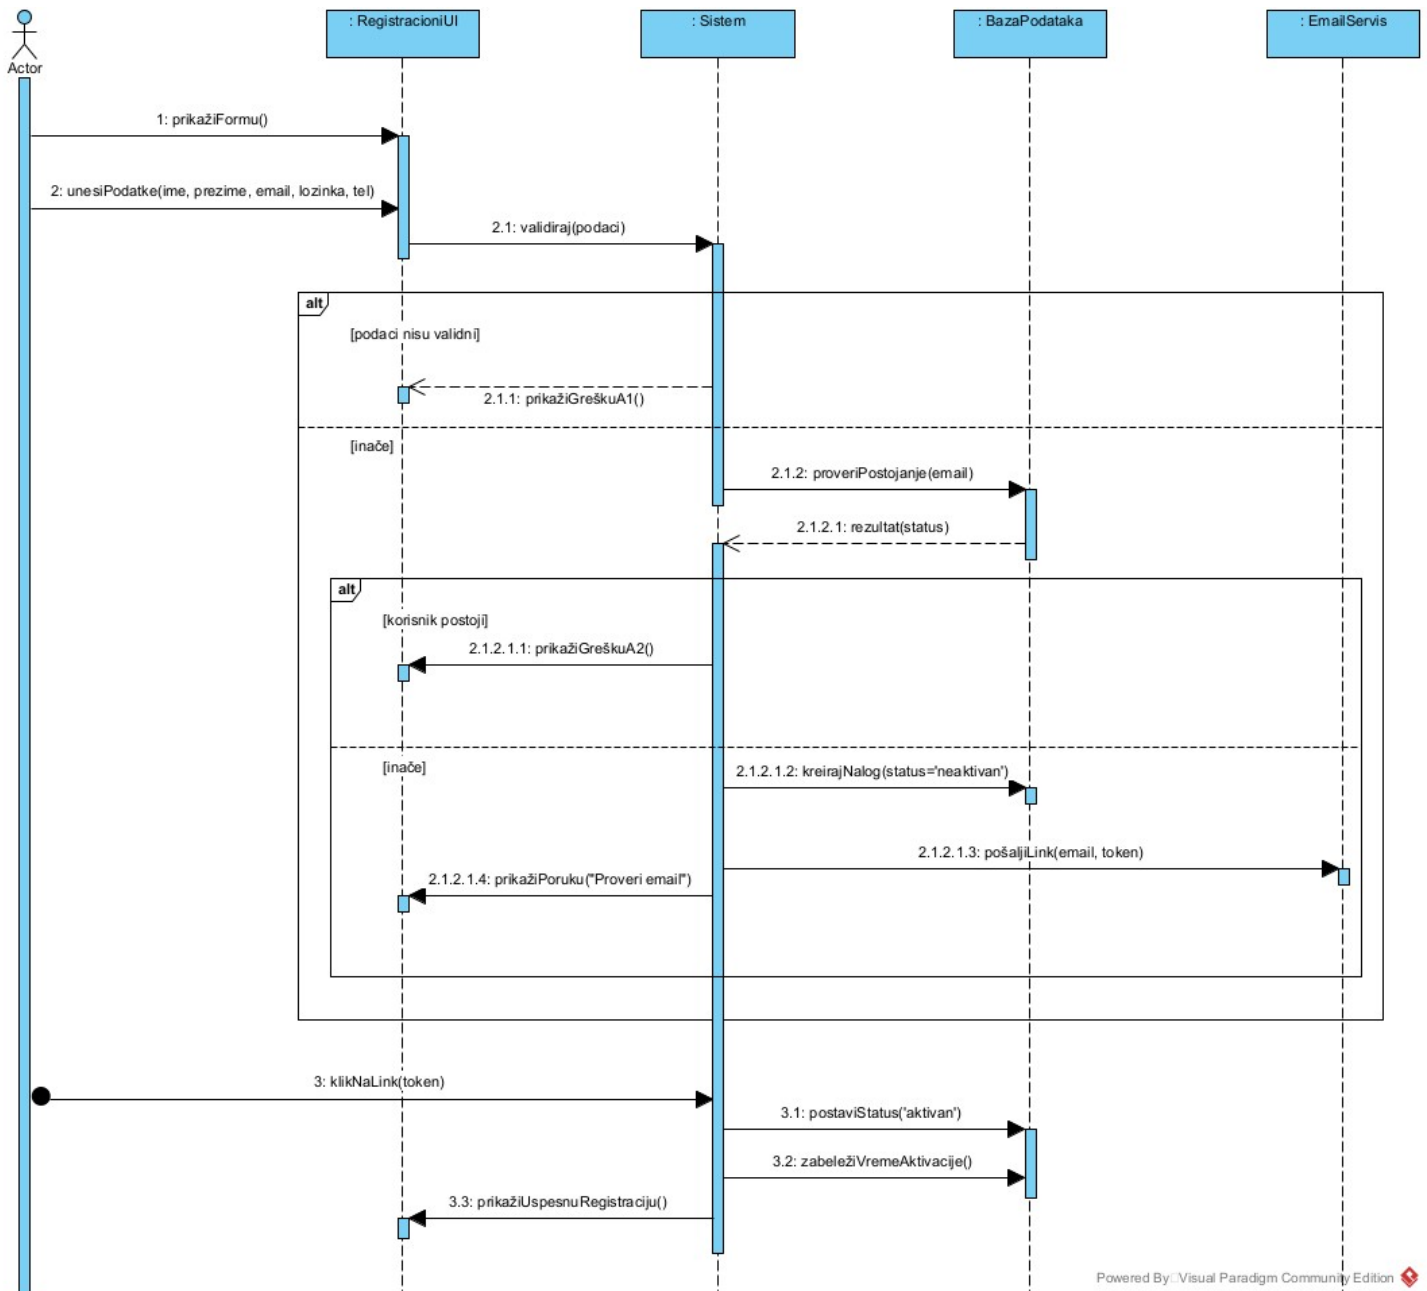 : RegistracioniUI
: Sistem
: BazaPodataka
: EmailServis
Actor
1: prikažiFormu()
2: unesiPodatke(ime, prezime, email, lozinka, tel)
2.1: validiraj(podaci)
alt
[podaci nisu validni]
2.1.1: prikažiGreškuA1()
[inače]
2.1.2: proveriPostojanje(email)
2.1.2.1: rezultat(status)
alt
[korisnik postoji]
2.1.2.1.1: prikažiGreškuA2()
[inače]
2.1.2.1.2: kreirajNalog(status='neaktivan')
2.1.2.1.3: pošaljiLink(email, token)
2.1.2.1.4: prikažiPoruku("Proveri email")
3: klikNaLink(token)
3.1: postaviStatus('aktivan')
3.2: zabeležiVremeAktivacije()
3.3: prikažiUspesnuRegistraciju()
Powered By Visual Paradigm Community Edition